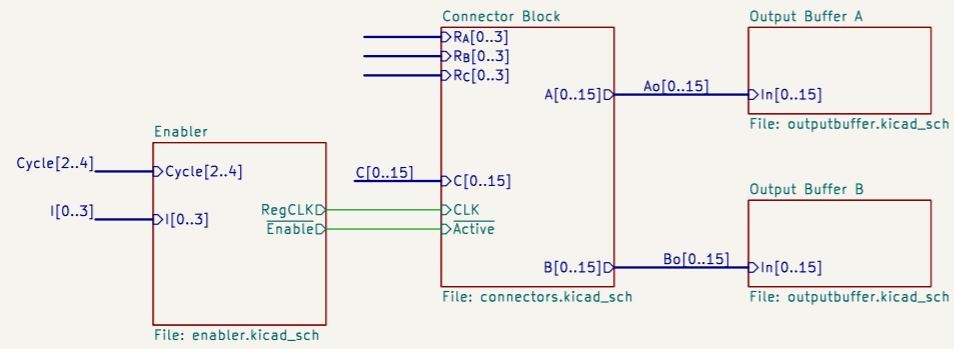 Connector Block
Output Buffer A
RA[0..3]
RB[0..3]
RC[0..3]
A[0..15]
Ao[0..15]
In[0..15]
File: outputbuffer.kicad_sch
Enabler
Cycle[2..4]
Cycle[2..4]
C[0..15]
C[0..15]
Output Buffer B
I[0..3]
I[0..3]
RegCLK
CLK
Enable
Active
B[0..15]
Bo[0..15]
In[0..15]
File: connectors.kicad_sch
File: outputbuffer.kicad_sch
File: enabler.kicad_sch